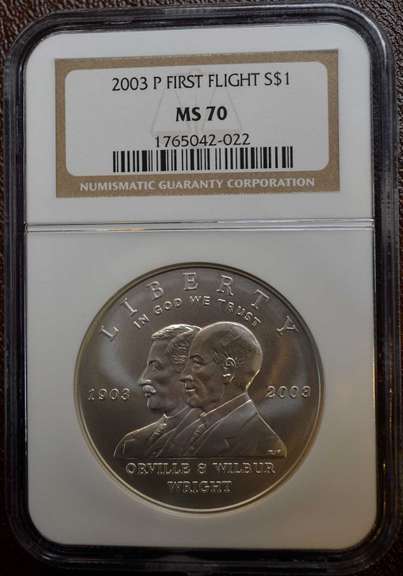 2003 P FIRST FLIGHT S$1
MS 70
1765042-022
NUMISMATIC GUARANTY CORPORATION
LIBERTY
IN GOD WE TRUST
1903 2003
ORVILLE & WILBUR
WRIGHT